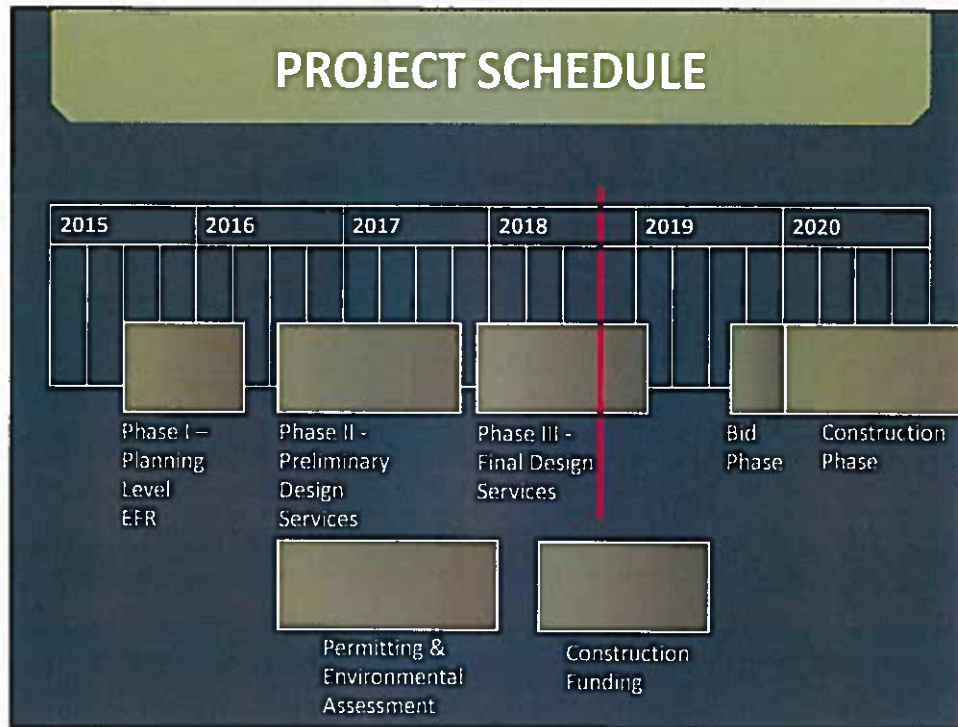 PROJECT SCHEDULE
2015 2016 2017 2018 2019 2020
Phase I –
Planning
Level
EFR
Phase II -
Preliminary
Design
Services
Phase III -
Final Design
Services
Bid
Phase
Construction
Phase
Permitting &
Environmental
Assessment
Construction
Funding